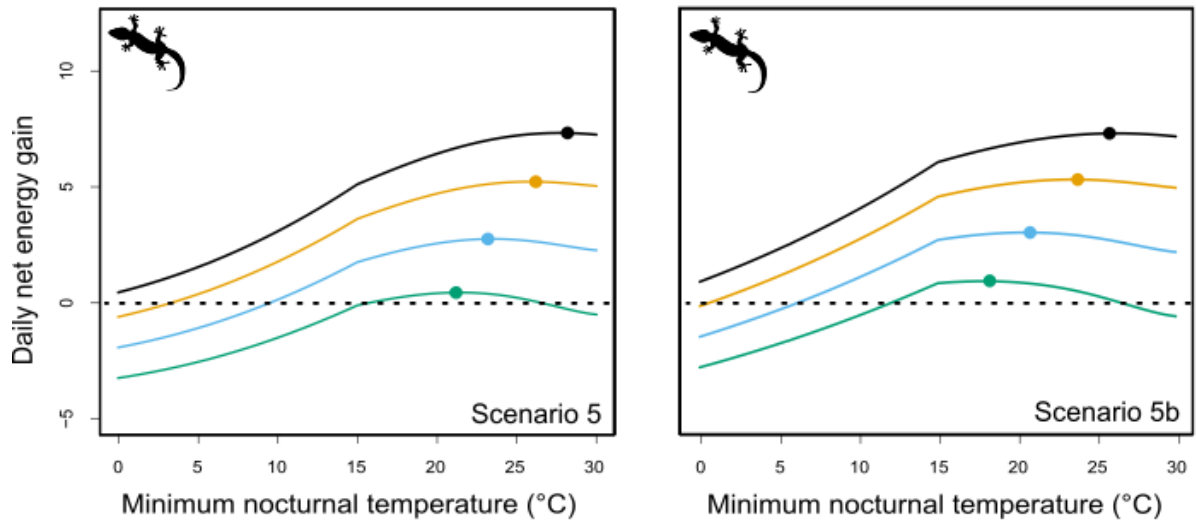 Daily net energy gain
10
5
0
−5
Scenario 5
0 5 10 15 20 25 30
Minimum nocturnal temperature (°C)
Scenario 5b
0 5 10 15 20 25 30
Minimum nocturnal temperature (°C)